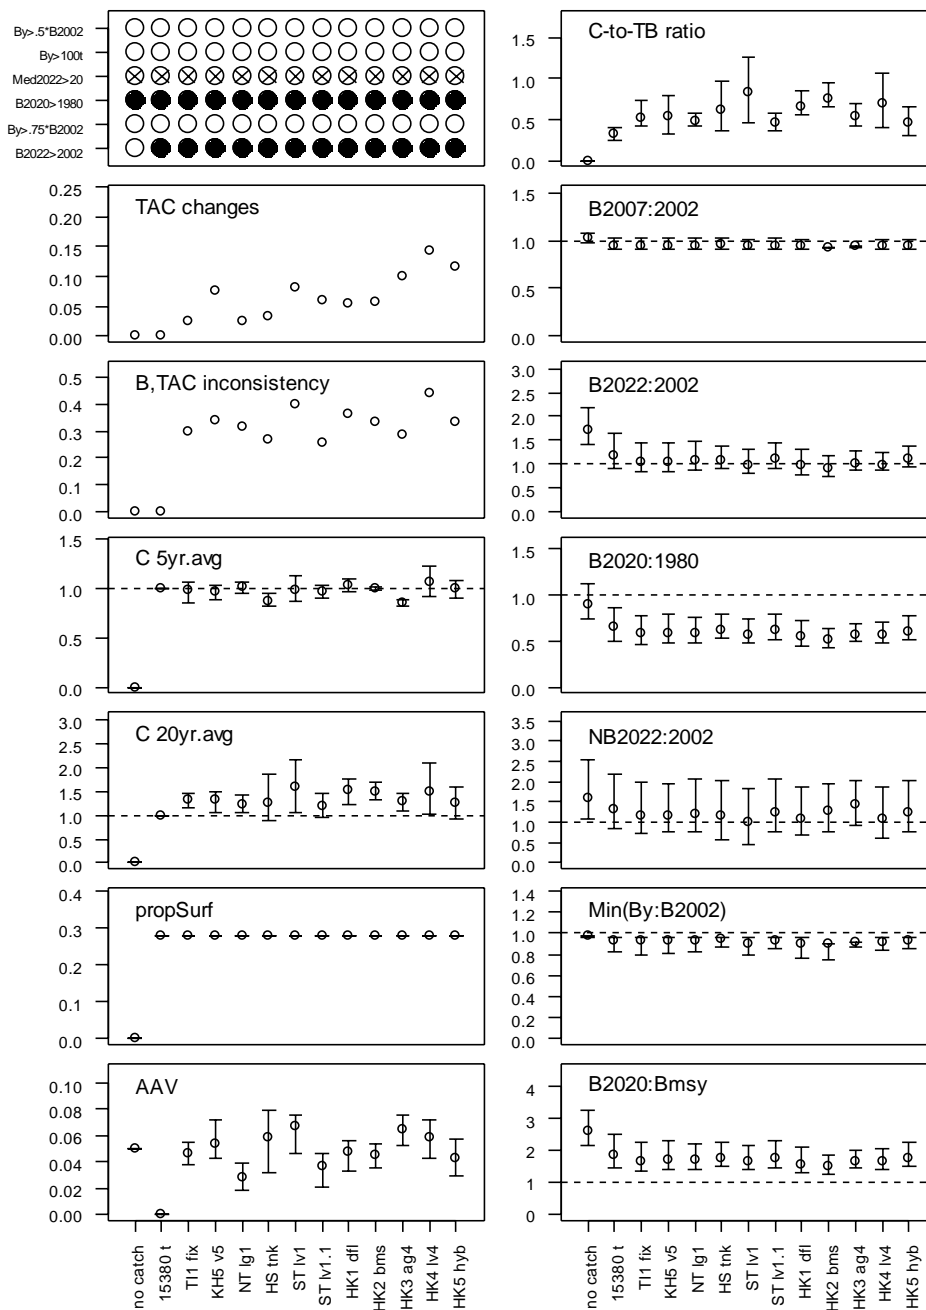 By>.5*B2002
By>100t
Med2022>20
B2020>1980
By>.75*B2002
B2022>2002
TAC changes
0.25
0.20
0.15
0.10
0.05
0.00
B,TAC inconsistency
0.5
0.4
0.3
0.2
0.1
0.0
C 5yr.avg
1.5
1.0
0.5
0.0
C 20yr.avg
3.0
2.5
2.0
1.5
1.0
0.5
0.0
propSurf
0.4
0.3
0.2
0.1
0.0
AAV
0.10
0.08
0.06
0.04
0.02
0.00
no catch
15380 t
TI1 fix
KH5 v5
NT lg1
HS tnk
ST lv1
ST lv1.1
HK1 dfl
HK2 bms
HK3 ag4
HK4 lv4
HK5 hyb
C-to-TB ratio
1.5
1.0
0.5
0.0
B2007:2002
1.5
1.0
0.5
0.0
B2022:2002
3.0
2.5
2.0
1.5
1.0
0.5
0.0
B2020:1980
1.5
1.0
0.5
0.0
NB2022:2002
3.5
3.0
2.5
2.0
1.5
1.0
0.5
0.0
Min(By:B2002)
1.4
1.2
1.0
0.8
0.6
0.4
0.2
0.0
B2020:Bmsy
4
3
2
1
0
no catch
15380 t
TI1 fix
KH5 v5
NT lg1
HS tnk
ST lv1
ST lv1.1
HK1 dfl
HK2 bms
HK3 ag4
HK4 lv4
HK5 hyb